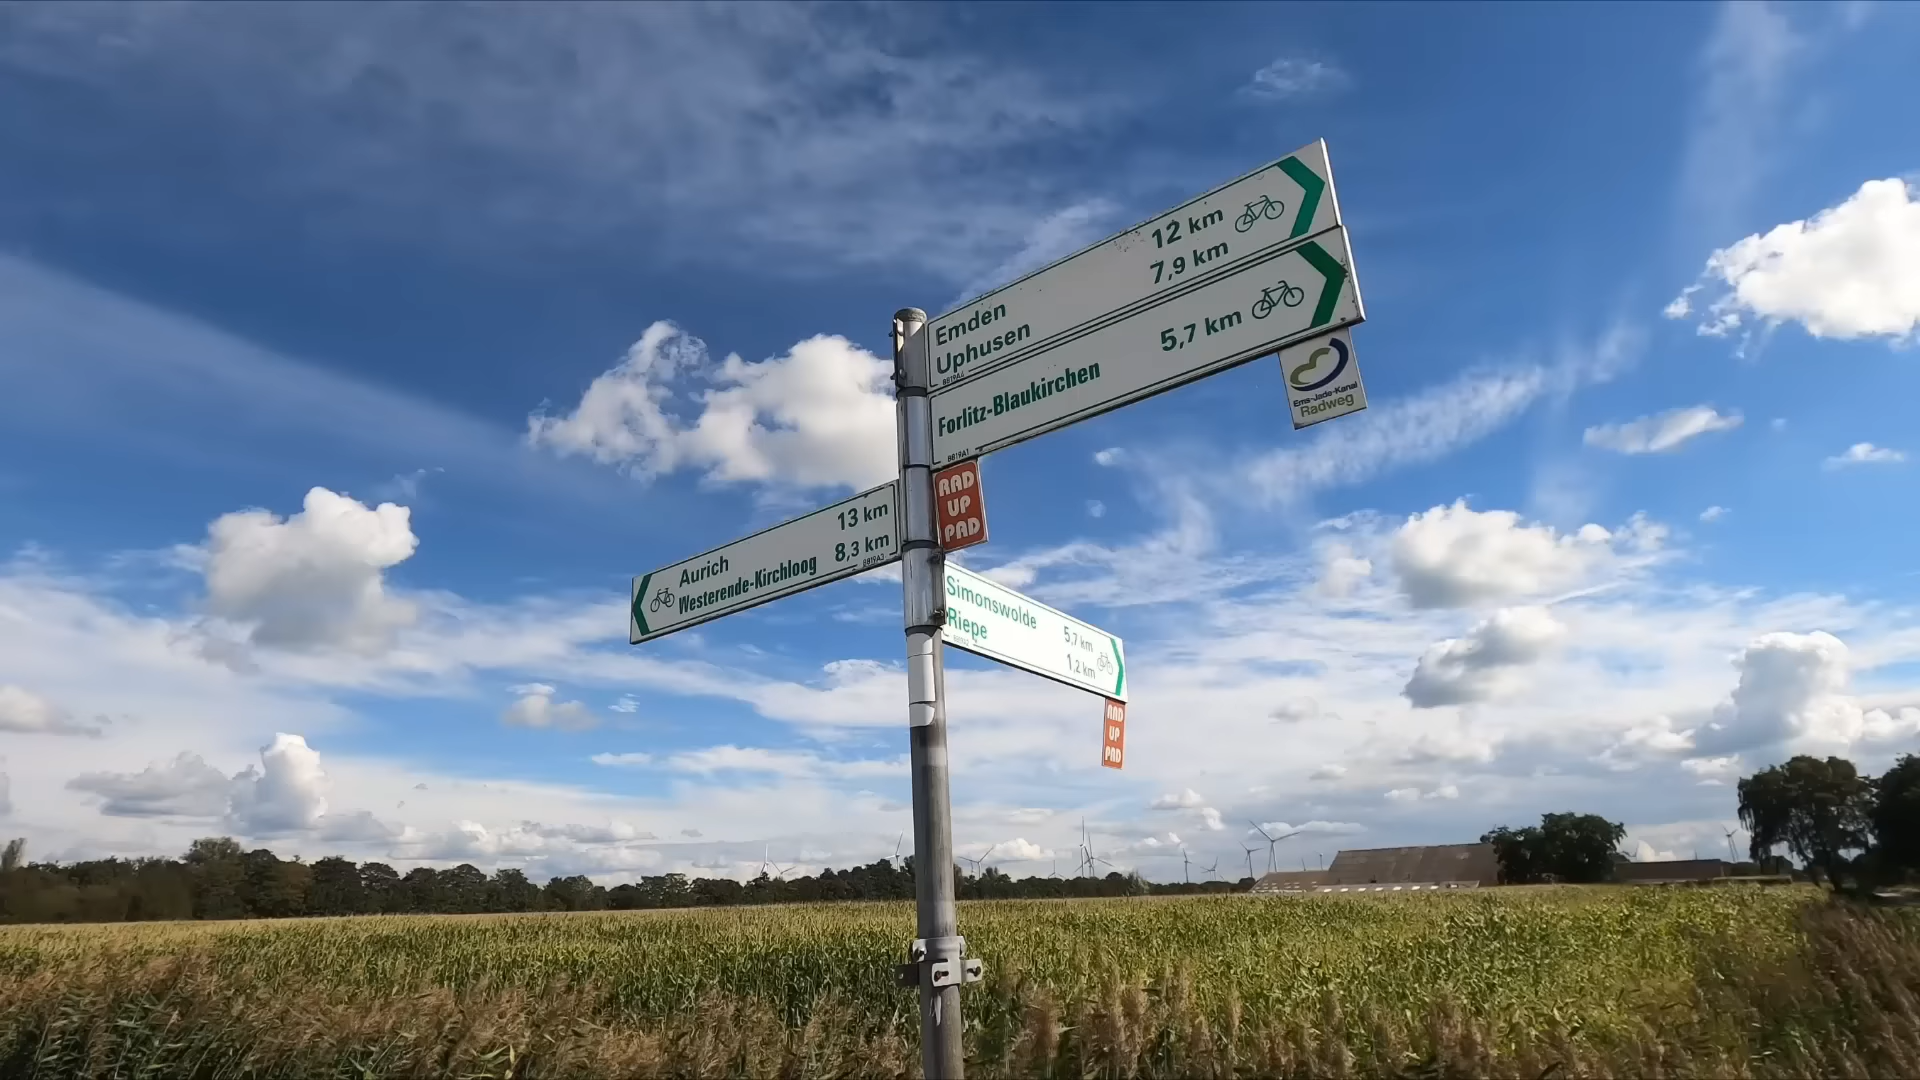 Emden 12 km
Uphusen 7,9 km
Forlitz-Blaukirchen 5,7 km
BB19A1
Ems-Jade-Kanal
Radweg
RAD
UP
PAD
Aurich 13 km
Westerende-Kirchloog 8,3 km
BB19A3
Simonswolde 5,7 km
Riepe 1,2 km
RAD
UP
PAD